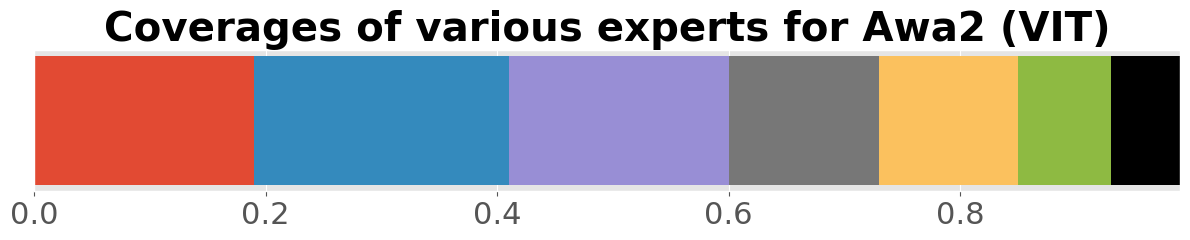 Coverages of various experts for Awa2 (VIT)
0.0 0.2 0.4 0.6 0.8